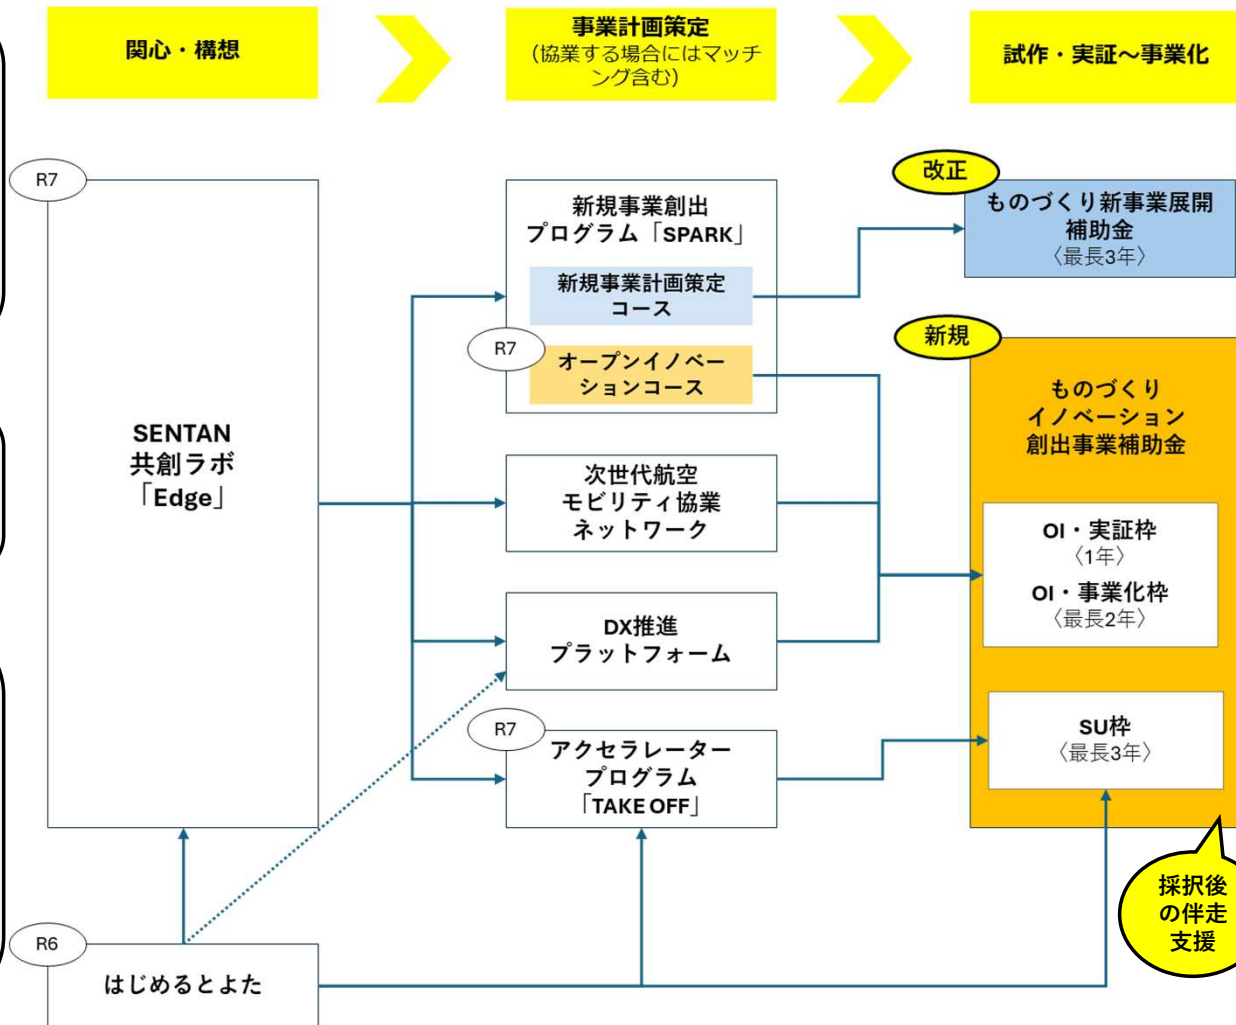 関心・構想
事業計画策定
(協業する場合にはマッチ
ング含む)
試作・実証～事業化
R7
SENTAN
共創ラボ
「Edge」
R6
はじめるとよた
新規事業創出
プログラム「SPARK」
新規事業計画策定
コース
R7
オープンイノベー
ションコース
次世代航空
モビリティ協業
ネットワーク
DX推進
プラットフォーム
R7
アクセラレーター
プログラム
「TAKE OFF」
改正
ものづくり新事業展開
補助金
〈最長3年〉
新規
ものづくり
イノベーション
創出事業補助金
OI・実証枠
〈1年〉
OI・事業化枠
〈最長2年〉
SU枠
〈最長3年〉
採択後
の伴走
支援